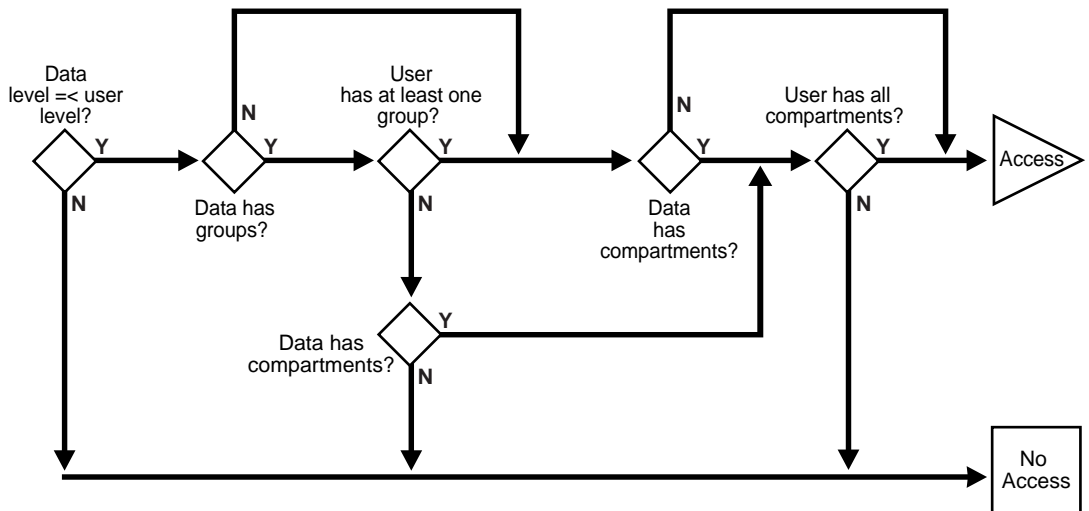 Data
level =< user
level?
Y
N
N
Y
Data has
groups?
User
has at least one
group?
Y
N
Data has
compartments?
Y
N
N
Y
Data
has
compartments?
User has all
compartments?
Y
N
Access
No
Access